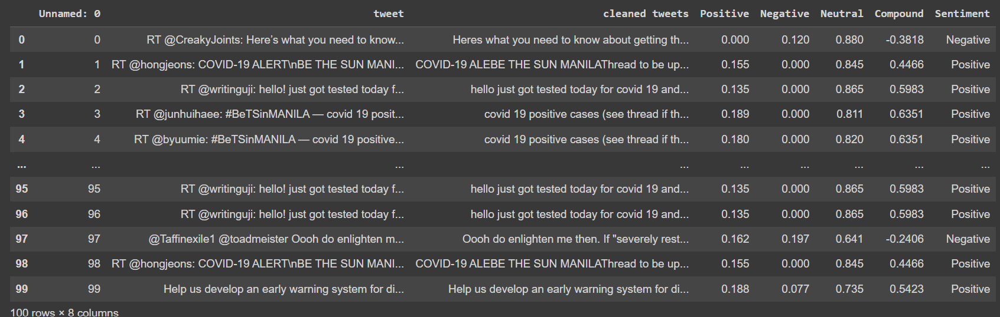 Unnamed: 0 tweet cleaned tweets Positive Negative Neutral Compound Sentiment
0 0 RT @CreakyJoints: Here’s what you need to know... Heres what you need to know about getting th... 0.000 0.120 0.880 -0.3818 Negative
1 1 RT @hongjeons: COVID-19 ALERT\nBE THE SUN MANI... COVID-19 ALEBE THE SUN MANILAThread to be up... 0.155 0.000 0.845 0.4466 Positive
2 2 RT @writinguji: hello! just got tested today f... hello just got tested today for covid 19 and... 0.135 0.000 0.865 0.5983 Positive
3 3 RT @junhuihaee: #BeTSinMANILA — covid 19 posit... covid 19 positive cases (see thread if th... 0.189 0.000 0.811 0.6351 Positive
4 4 RT @byuumie: #BeTSinMANILA — covid 19 positive... covid 19 positive cases (see thread if th... 0.180 0.000 0.820 0.6351 Positive
... ... ... ... ... ... ... ... ...
95 95 RT @writinguji: hello! just got tested today f... hello just got tested today for covid 19 and... 0.135 0.000 0.865 0.5983 Positive
96 96 RT @writinguji: hello! just got tested today f... hello just got tested today for covid 19 and... 0.135 0.000 0.865 0.5983 Positive
97 97 @Taffinexile1 @toadmeister Oooh do enlighten m... Oooh do enlighten me then. If "severely rest... 0.162 0.197 0.641 -0.2406 Negative
98 98 RT @hongjeons: COVID-19 ALERT\nBE THE SUN MANI... COVID-19 ALEBE THE SUN MANILAThread to be up... 0.155 0.000 0.845 0.4466 Positive
99 99 Help us develop an early warning system for di... Help us develop an early warning system for di... 0.188 0.077 0.735 0.5423 Positive
100 rows × 8 columns